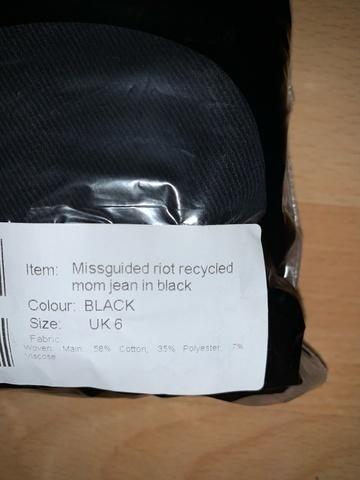 Item: Missguided riot recycled
mom jean in black
Colour: BLACK
Size: UK 6
Fabric:
Woven: Main: 58% Cotton, 35% Polyester, 7%
Viscose